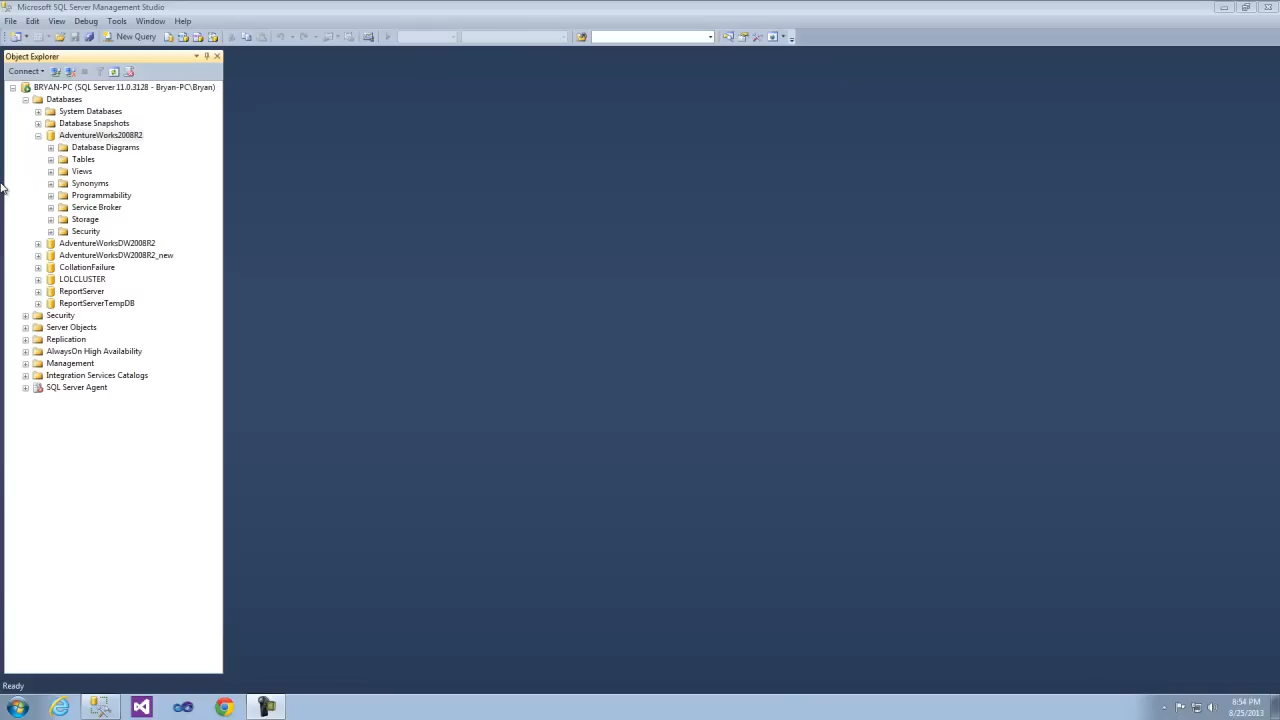 Microsoft SQL Server Management Studio
File Edit View Debug Tools Window Help
New Query
Object Explorer
Connect
BRYAN-PC (SQL Server 11.0.3128 - Bryan-PC\Bryan)
Databases
System Databases
Database Snapshots
AdventureWorks2008R2
Database Diagrams
Tables
Views
Synonyms
Programmability
Service Broker
Storage
Security
AdventureWorksDW2008R2
AdventureWorksDW2008R2_new
CollationFailure
LOLCLUSTER
ReportServer
ReportServerTempDB
Security
Server Objects
Replication
AlwaysOn High Availability
Management
Integration Services Catalogs
SQL Server Agent
Ready
8:54 PM
8/25/2013